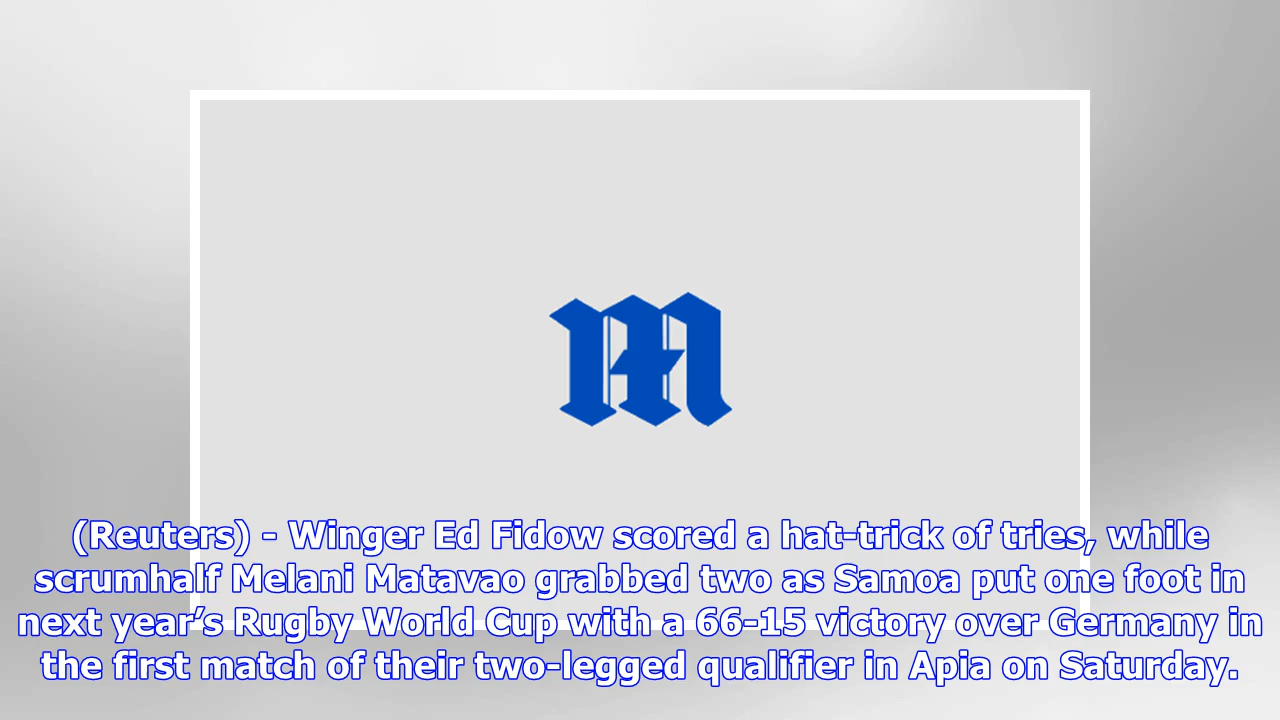 (Reuters) - Winger Ed Fidow scored a hat-trick of tries, while
scrumhalf Melani Matavao grabbed two as Samoa put one foot in
next year’s Rugby World Cup with a 66-15 victory over Germany in
the first match of their two-legged qualifier in Apia on Saturday.